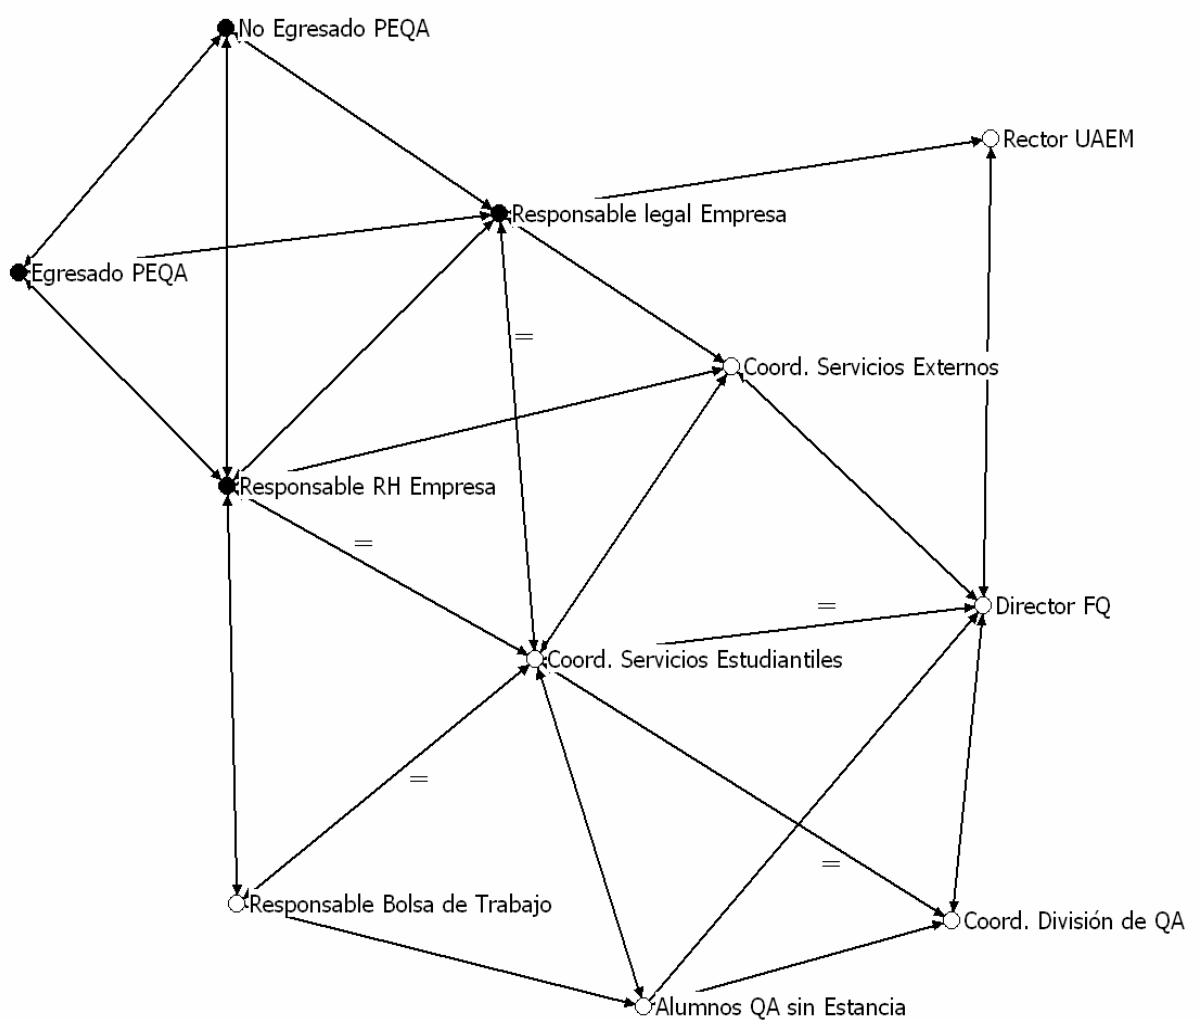 No Egresado PEQA
Rector UAEM
Responsable legal Empresa
Egresado PEQA
=
Coord. Servicios Externos
Responsable RH Empresa
=
=
Director FQ
Coord. Servicios Estudiantiles
=
=
Responsable Bolsa de Trabajo
Coord. División de QA
Alumnos QA sin Estancia